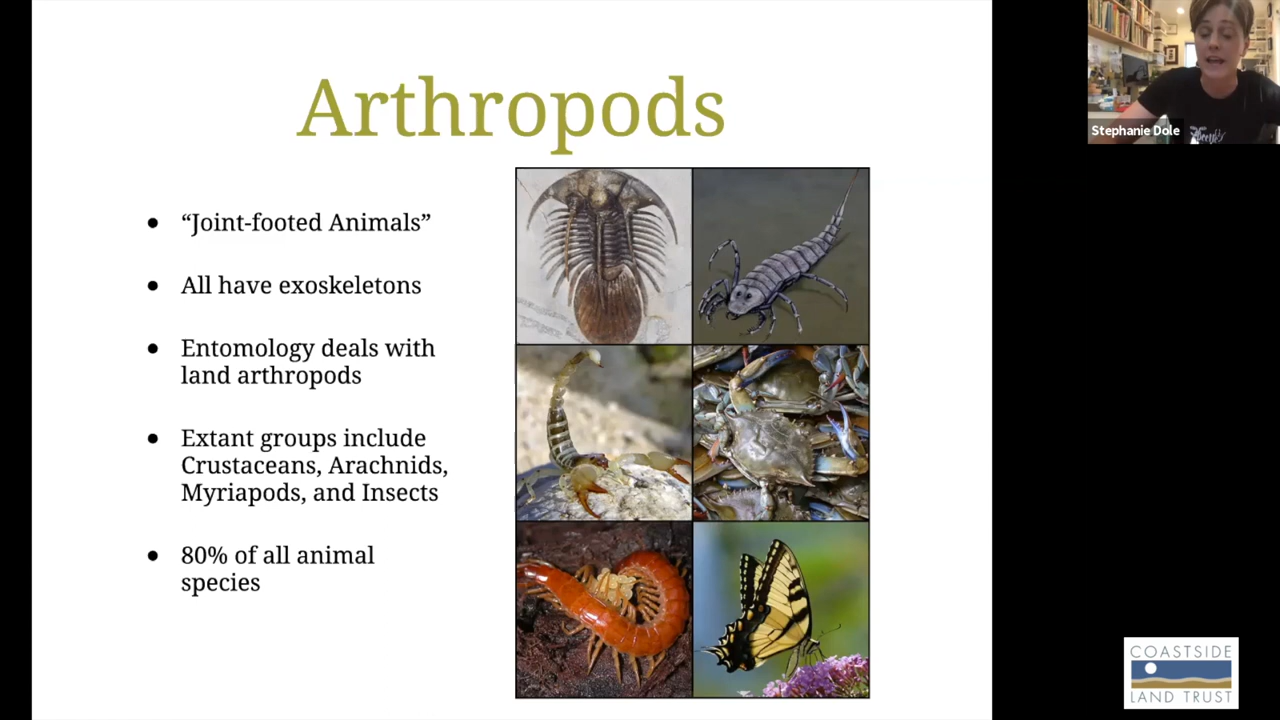 Arthropods
• “Joint-footed Animals”
• All have exoskeletons
• Entomology deals with
land arthropods
• Extant groups include
Crustaceans, Arachnids,
Myriapods, and Insects
• 80% of all animal
species
Stephanie Dole
COASTSIDE
LAND TRUST